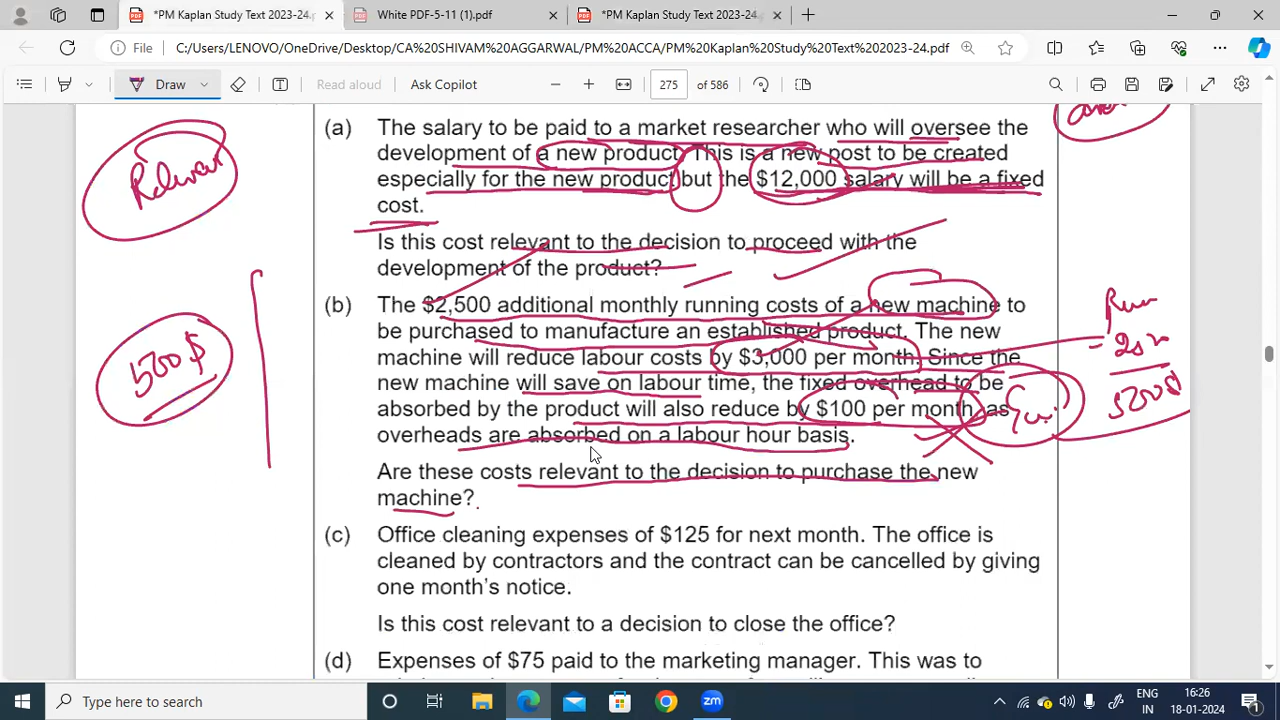 *PM Kaplan Study Text 2023-24. White PDF-5-11 (1).pdf *PM Kaplan Study Text 2023-24.
File C:/Users/LENOVO/OneDrive/Desktop/CA%20SHIVAM%20AGGARWAL/PM%20ACCA/PM%20Kaplan%20Study%20Text%202023-24.pdf
Draw Read aloud Ask Copilot 275 of 586
(a) The salary to be paid to a market researcher who will oversee the
development of a new product. This is a new post to be created
especially for the new product but the $12,000 salary will be a fixed
cost.
Relevant
Is this cost relevant to the decision to proceed with the
development of the product?
(b) The $2,500 additional monthly running costs of a new machine to
be purchased to manufacture an established product. The new
machine will reduce labour costs by $3,000 per month. Since the
new machine will save on labour time, the fixed overhead to be
absorbed by the product will also reduce by $100 per month as
overheads are absorbed on a labour hour basis.
500$
Are these costs relevant to the decision to purchase the new
machine?
(c) Office cleaning expenses of $125 for next month. The office is
cleaned by contractors and the contract can be cancelled by giving
one month's notice.
Is this cost relevant to a decision to close the office?
(d) Expenses of $75 paid to the marketing manager. This was to
Type here to search
ENG
IN
16:26
18-01-2024